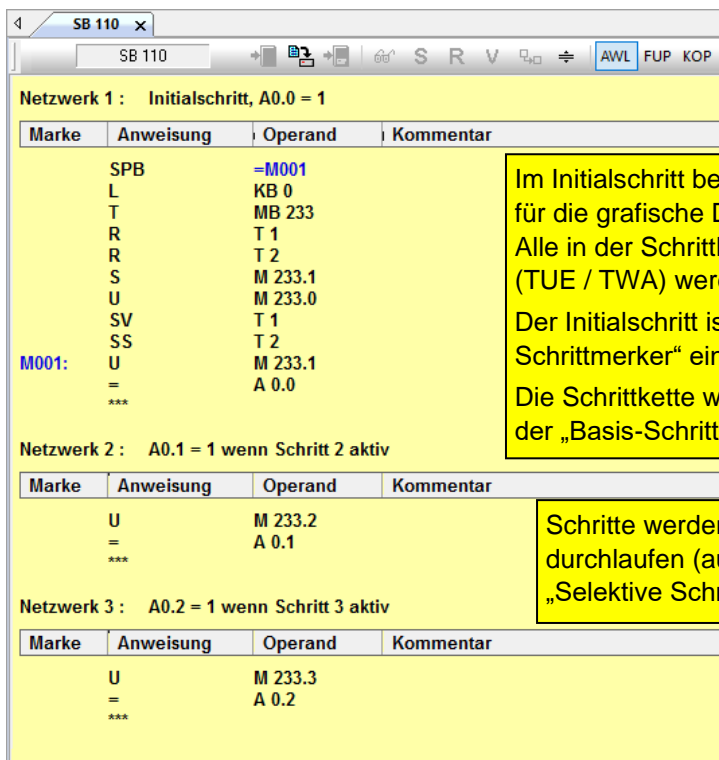 SB 110 x
SB 110 S R V AWL FUP KOP
Netzwerk 1 : Initialschritt, A0.0 = 1
Marke Anweisung Operand Kommentar
SPB =M001
L KB 0
T MB 233
R T 1
R T 2
S M 233.1
U M 233.0
SV T 1
SS T 2
M001: U M 233.1
= A 0.0
***
Im Initialschritt be
für die grafische
Alle in der Schritt
(TUE / TWA) wer
Der Initialschritt is
Schrittmerker“ ein
Die Schrittkette w
der „Basis-Schritt
Netzwerk 2 : A0.1 = 1 wenn Schritt 2 aktiv
Marke Anweisung Operand Kommentar
U M 233.2
= A 0.1
***
Schritte werden
durchlaufen (au
„Selektive Schr
Netzwerk 3 : A0.2 = 1 wenn Schritt 3 aktiv
Marke Anweisung Operand Kommentar
U M 233.3
= A 0.2
***